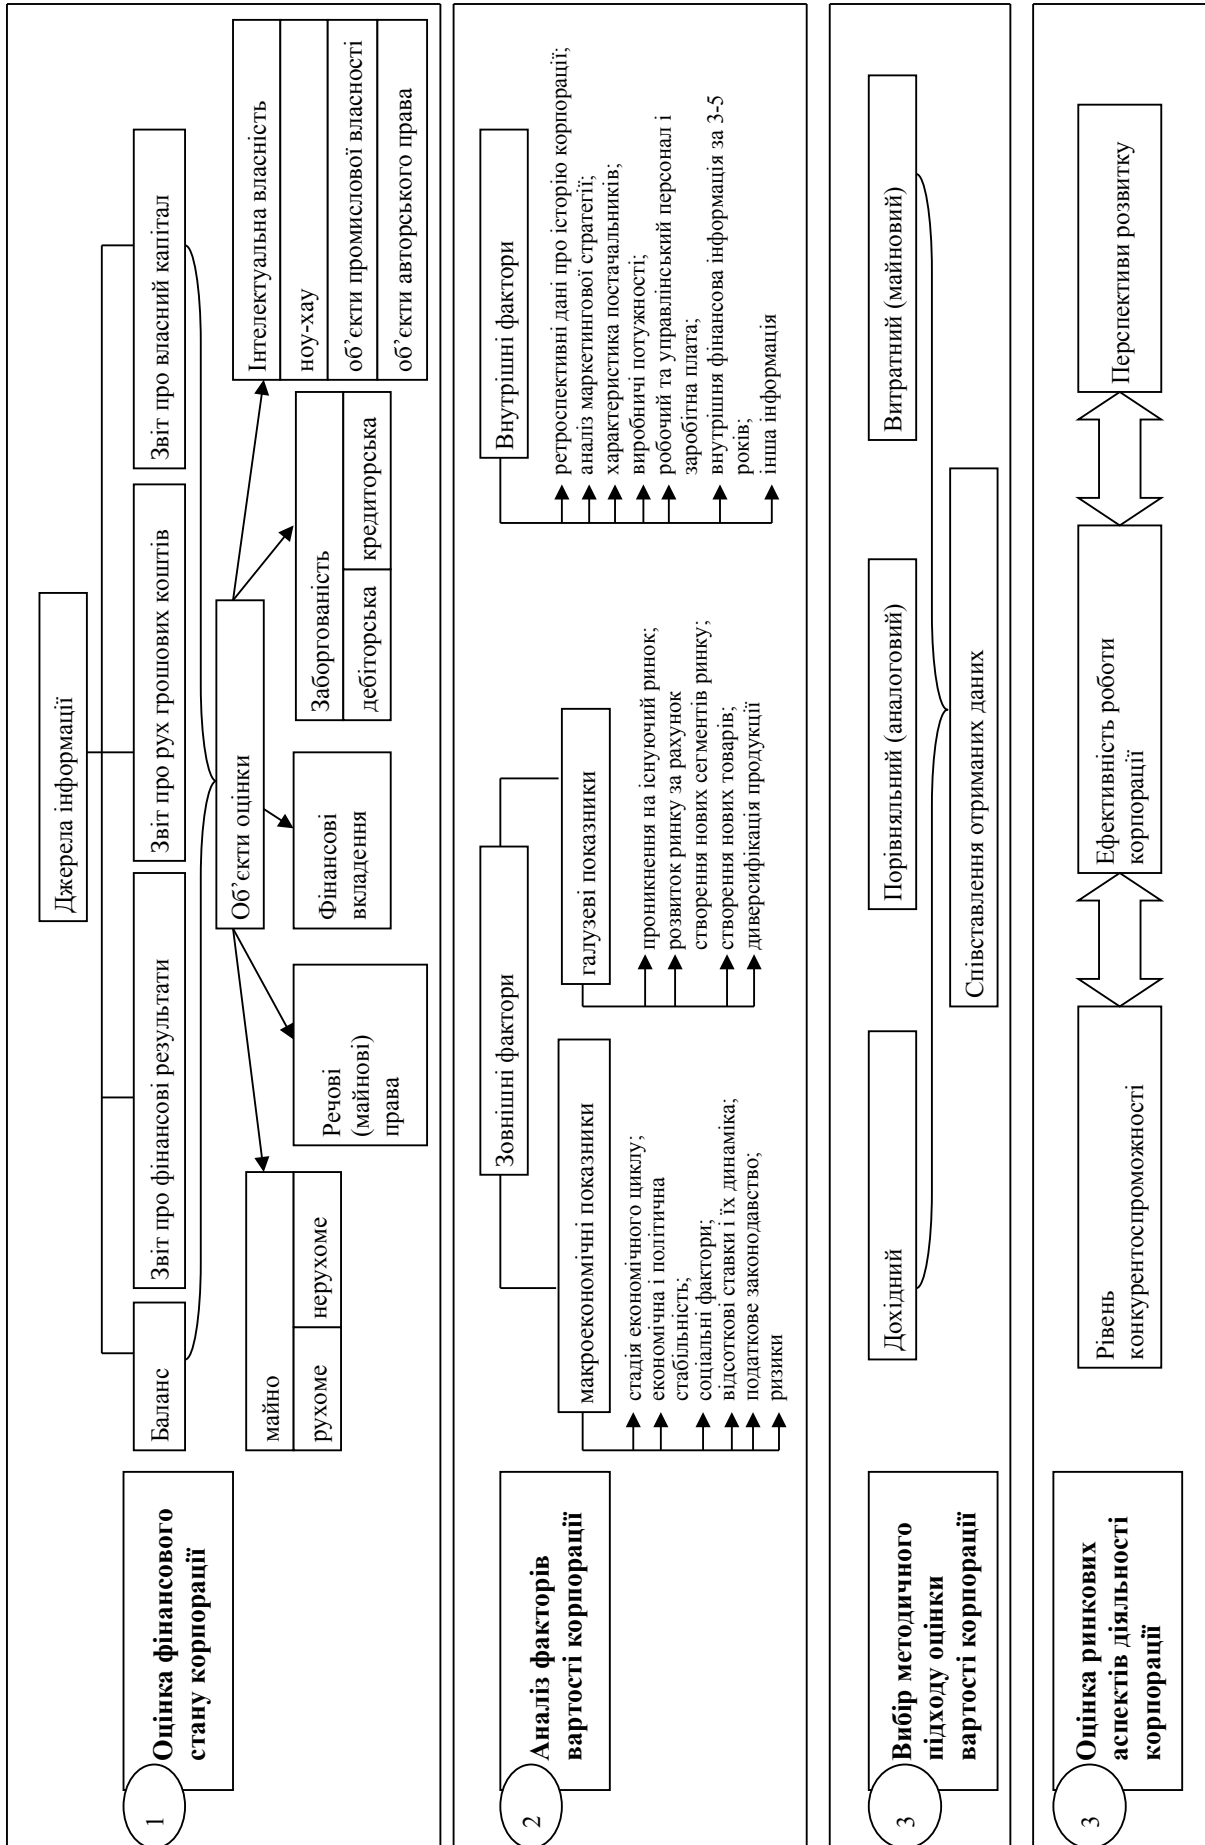 1
Оцінка фінансового
стану корпорації
Джерела інформації
Баланс
Звіт про фінансові результати
Звіт про рух грошових коштів
Звіт про власний капітал
Об’єкти оцінки
майно
рухоме
нерухоме
Речові
(майнові)
права
Фінансові
вкладення
Заборгованість
дебіторська
кредиторська
Інтелектуальна власність
ноу-хау
об’єкти промислової власності
об’єкти авторського права
2
Аналіз факторів
вартості корпорації
Зовнішні фактори
макроекономічні показники
стадія економічного циклу;
економічна і політична
стабільність;
соціальні фактори;
відсоткові ставки і їх динаміка;
податкове законодавство;
ризики
галузеві показники
проникнення на існуючий ринок;
розвиток ринку за рахунок
створення нових сегментів ринку;
створення нових товарів;
диверсифікація продукції
Внутрішні фактори
ретроспективні дані про історію корпорації;
аналіз маркетингової стратегії;
характеристика постачальників;
виробничі потужності;
робочий та управлінський персонал і
заробітна плата;
внутрішня фінансова інформація за 3-5
років;
інша інформація
3
Вибір методичного
підходу оцінки
вартості корпорації
Дохідний
Порівняльний (аналоговий)
Витратний (майновий)
Співставлення отриманих даних
3
Оцінка ринкових
аспектів діяльності
корпорації
Рівень
конкурентоспроможності
Ефективність роботи
корпорації
Перспективи розвитку